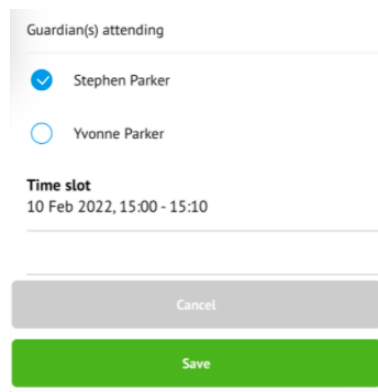 Guardian(s) attending
Stephen Parker
Yvonne Parker
Time slot
10 Feb 2022, 15:00 - 15:10
Cancel
Save